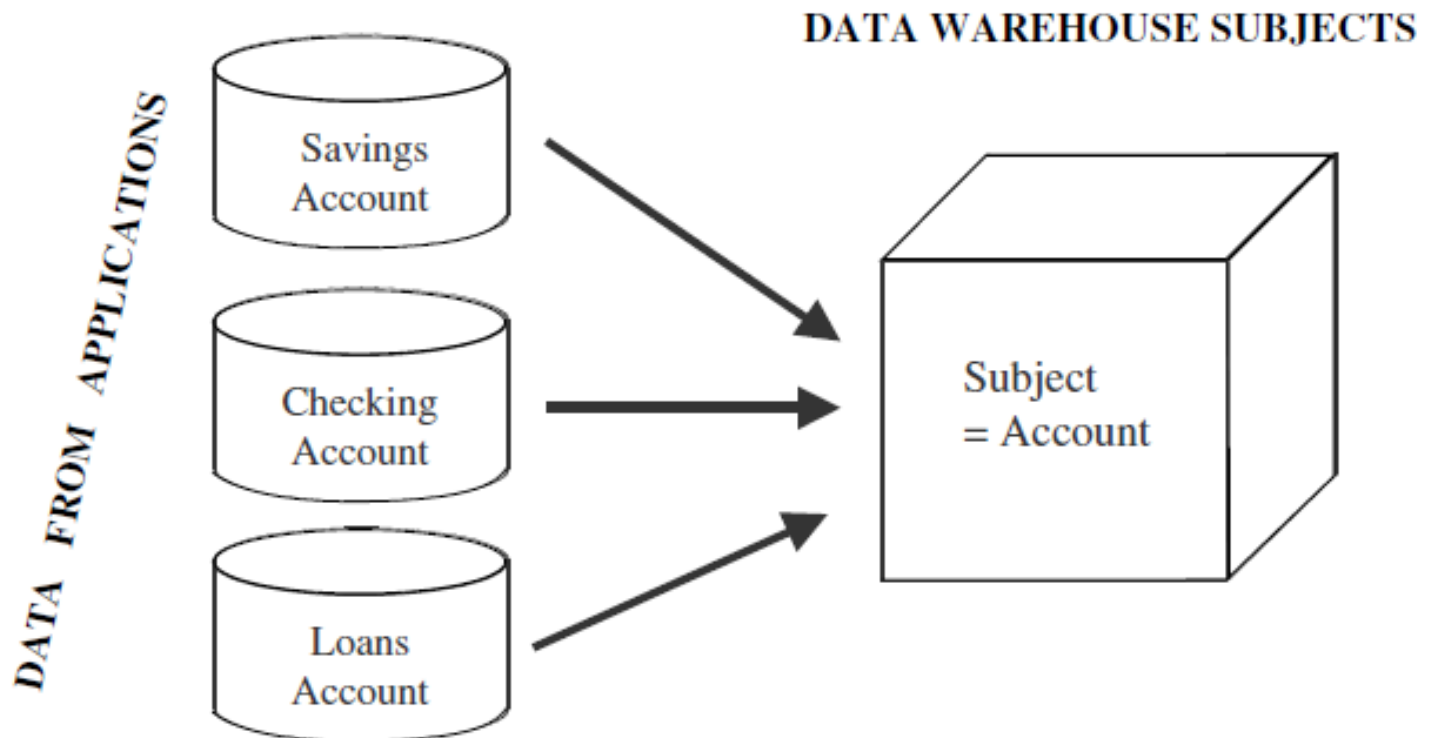 DATA WAREHOUSE SUBJECTS
DATA FROM APPLICATIONS
Savings
Account
Checking
Account
Loans
Account
Subject
= Account